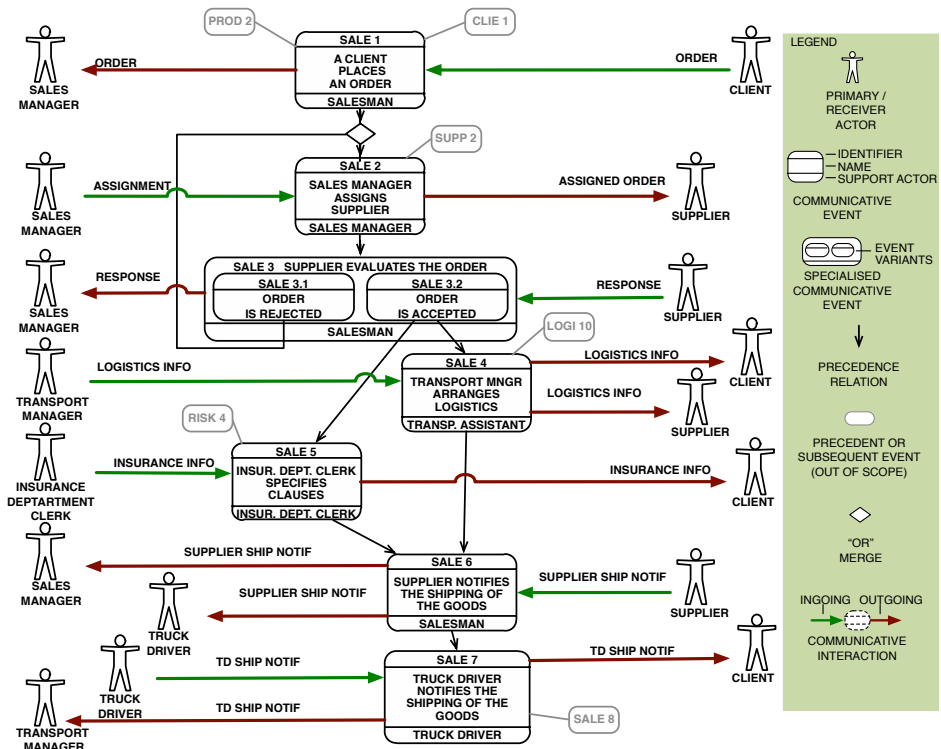 PROD 2
CLIE 1
SALE 1
A CLIENT
PLACES
AN ORDER
SALESMAN
ORDER
SALES
MANAGER
ORDER
CLIENT
SUPP 2
SALE 2
SALES MANAGER
ASSIGNS
SUPPLIER
SALES MANAGER
ASSIGNMENT
SALES
MANAGER
ASSIGNED ORDER
SUPPLIER
SALE 3 SUPPLIER EVALUATES THE ORDER
SALE 3.1
ORDER
IS REJECTED
SALE 3.2
ORDER
IS ACCEPTED
SALESMAN
RESPONSE
SALES
MANAGER
RESPONSE
SUPPLIER
LOGI 10
SALE 4
TRANSPORT MNGR
ARRANGES
LOGISTICS
TRANSP. ASSISTANT
LOGISTICS INFO
TRANSPORT
MANAGER
LOGISTICS INFO
CLIENT
LOGISTICS INFO
SUPPLIER
RISK 4
SALE 5
INSUR. DEPT. CLERK
SPECIFIES
CLAUSES
INSUR. DEPT. CLERK
INSURANCE INFO
INSURANCE
DEPTARTMENT
CLERK
INSURANCE INFO
CLIENT
SALE 6
SUPPLIER NOTIFIES
THE SHIPPING OF
THE GOODS
SALESMAN
SUPPLIER SHIP NOTIF
SALES
MANAGER
SUPPLIER SHIP NOTIF
TRUCK
DRIVER
SUPPLIER SHIP NOTIF
SUPPLIER
SALE 7
TRUCK DRIVER
NOTIFIES THE
SHIPPING OF THE
GOODS
TRUCK DRIVER
TD SHIP NOTIF
TRUCK
DRIVER
TD SHIP NOTIF
TRANSPORT
MANAGER
TD SHIP NOTIF
CLIENT
SALE 8
LEGEND
PRIMARY /
RECEIVER
ACTOR
IDENTIFIER
NAME
SUPPORT ACTOR
COMMUNICATIVE
EVENT
EVENT
VARIANTS
SPECIALISED
COMMUNICATIVE
EVENT
PRECEDENCE
RELATION
PRECEDENT OR
SUBSEQUENT EVENT
(OUT OF SCOPE)
"OR"
MERGE
INGOING OUTGOING
COMMUNICATIVE
INTERACTION